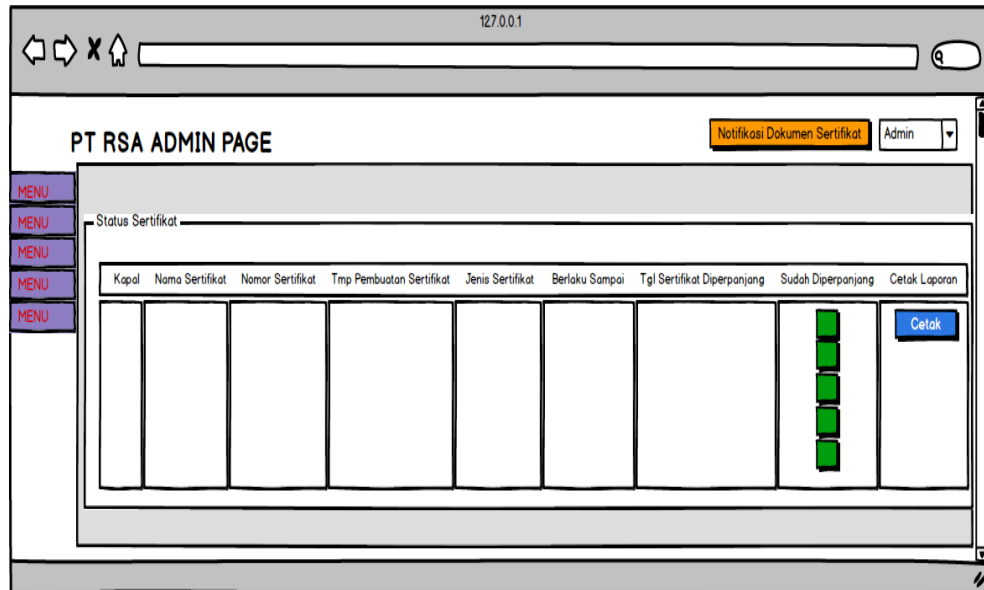 127.0.0.1
PT RSA ADMIN PAGE
Notifikasi Dokumen Sertifikat
Admin
MENU
MENU
MENU
MENU
MENU
Status Sertifikat
Kapal Nama Sertifikat Nomor Sertifikat Tmp Pembuatan Sertifikat Jenis Sertifikat Berlaku Sampai Tgl Sertifikat Diperpanjang Sudah Diperpanjang Cetak Laporan
Cetak